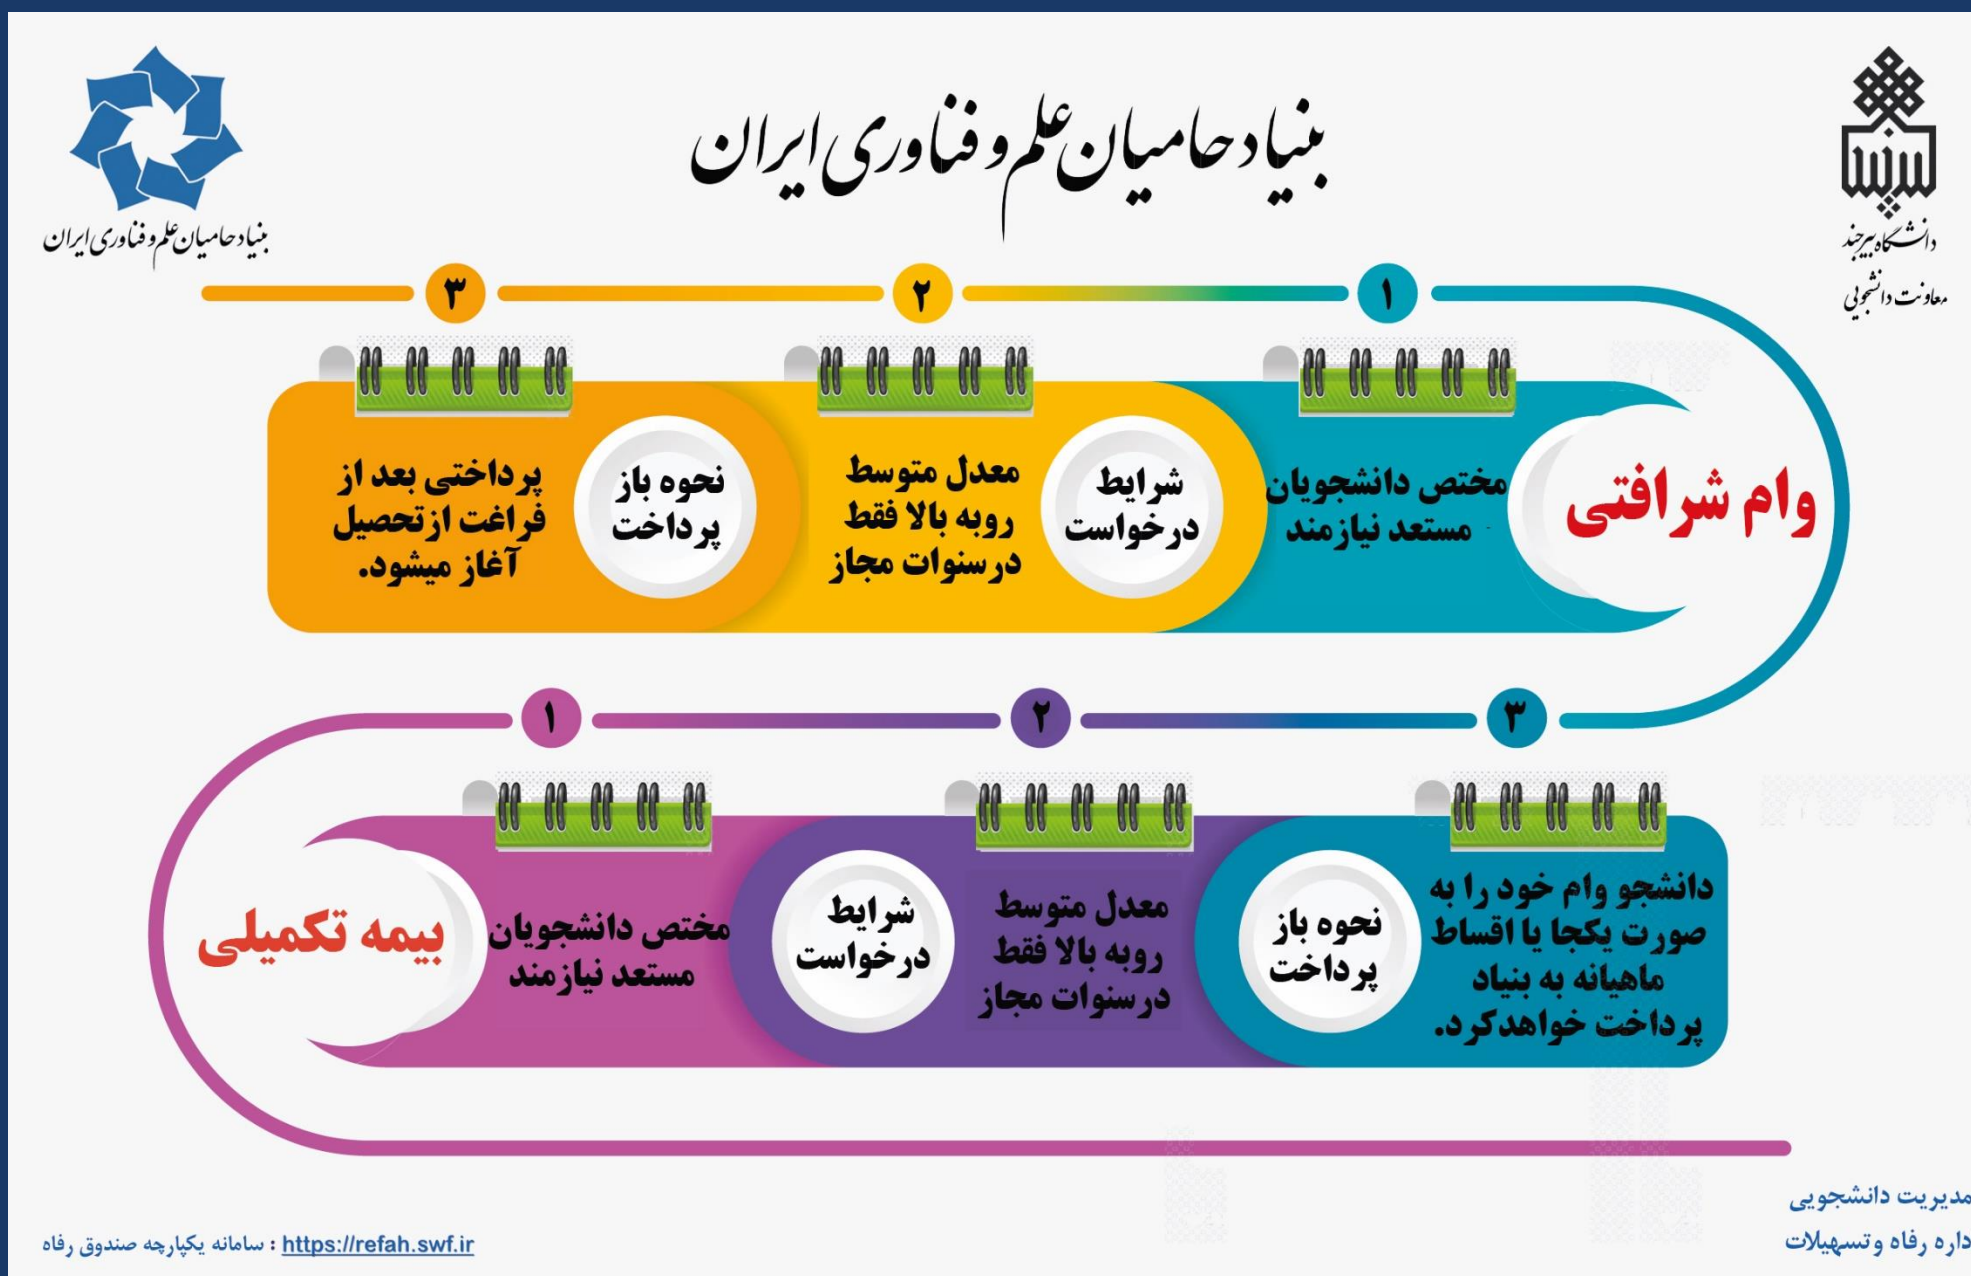 بنیاد حامیان علم و فناوری ایران
بنیاد حامیان علم و فناوری ایران
بیرجند
دانشگاه بیرجند
معاونت دانشجویی
۱
۲
۳
وام شرافتی
مختص دانشجویان
مستعد نیازمند
شرایط
درخواست
معدل متوسط
روبه بالا فقط
درسنوات مجاز
نحوه باز
پرداخت
پرداختی بعد از
فراغت ازتحصیل
آغاز میشود.
۱
۲
۳
بیمه تکمیلی
مختص دانشجویان
مستعد نیازمند
شرایط
درخواست
معدل متوسط
روبه بالا فقط
درسنوات مجاز
نحوه باز
پرداخت
دانشجو وام خود را به
صورت یکجا یا اقساط
ماهیانه به بنیاد
پرداخت خواهدکرد.
مدیریت دانشجویی
داره رفاه وتسهیلات
سامانه یکپارچه صندوق رفاه : https://refah.swf.ir